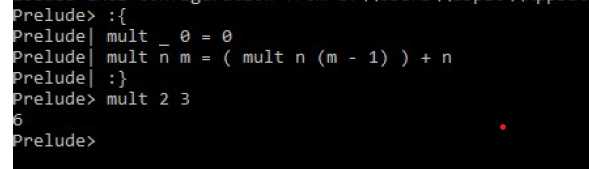 Prelude> :{
Prelude| mult _ 0 = 0
Prelude| mult n m = ( mult n (m - 1) ) + n
Prelude| :}
Prelude> mult 2 3
6
Prelude>